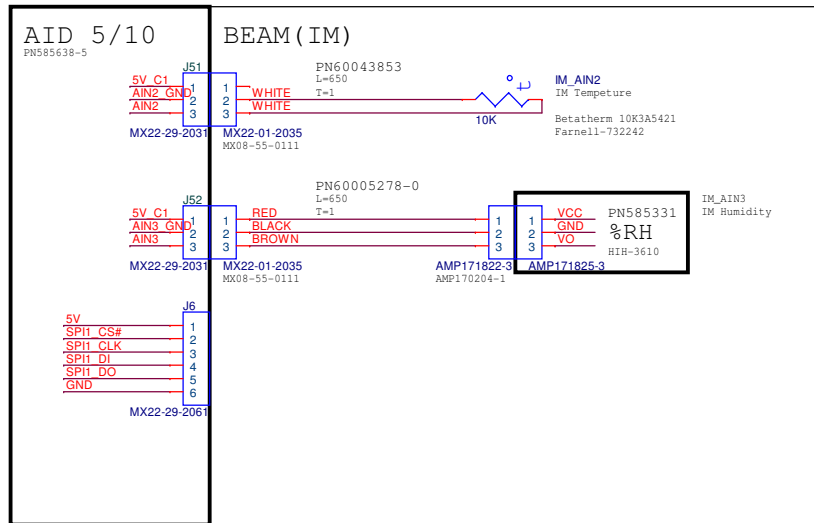 AID 5/10
PN585638-5
BEAM(IM)
J51
PN60043853
L=650
T=1
5V_C1
AIN2_GND
AIN2
1
2
3
1
2
3
WHITE
WHITE
MX22-29-2031
MX22-01-2035
MX08-55-0111
t
10K
IM_AIN2
IM Tempeture
Betatherm 10K3A5421
Farnell-732242
J52
PN60005278-0
L=650
T=1
5V_C1
AIN3_GND
AIN3
1
2
3
1
2
3
RED
BLACK
BROWN
1
2
3
1
2
3
VCC
GND
VO
PN585331
%RH
HIH-3610
IM_AIN3
IM Humidity
MX22-29-2031
MX22-01-2035
MX08-55-0111
AMP171822-3
AMP170204-1
AMP171825-3
J6
5V
SPI1_CS#
SPI1_CLK
SPI1_DI
SPI1_DO
GND
1
2
3
4
5
6
MX22-29-2061